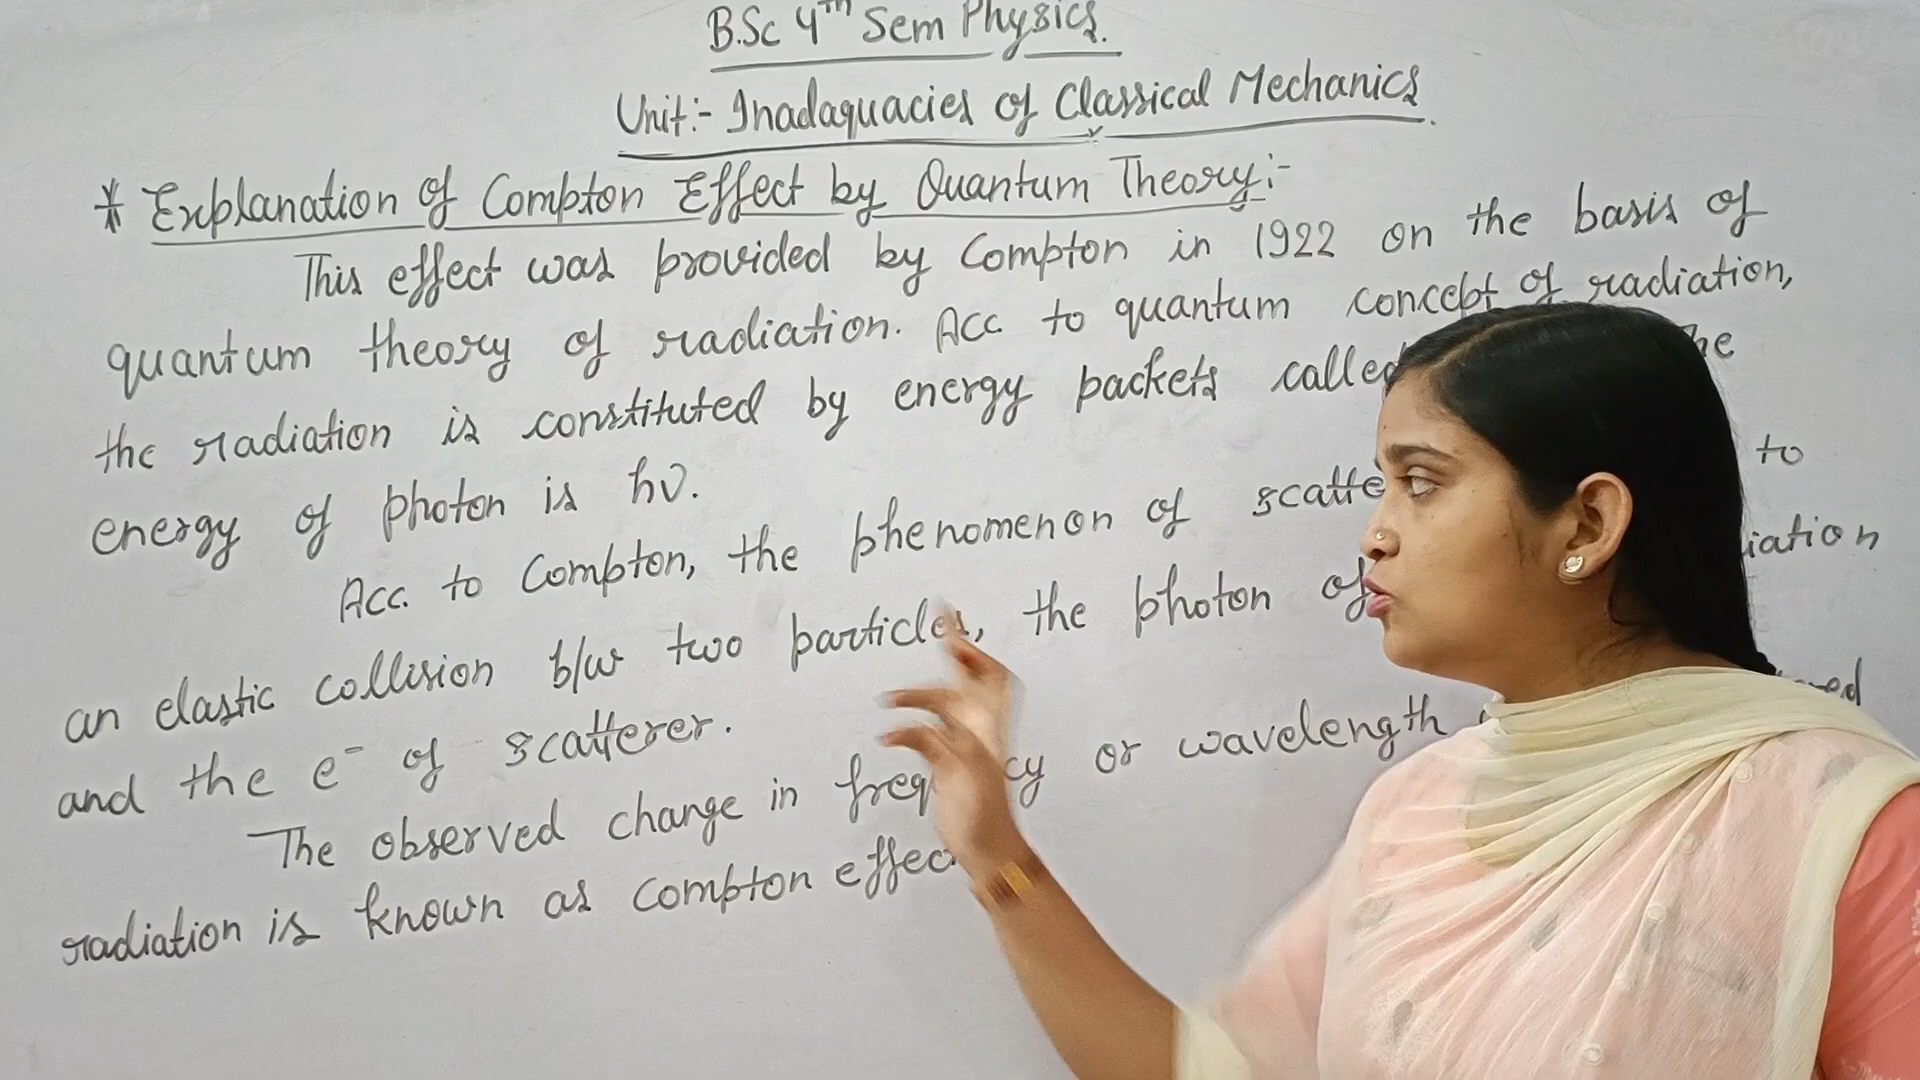 B.Sc 4th Sem Physics.
Unit:- Inadaquacies of Classical Mechanics.
* Explanation of Compton Effect by Quantum Theory:-
This effect was provided by Compton in 1922 on the basis of
quantum theory of radiation. Acc. to quantum concept of radiation,
the radiation is constituted by energy packets called
energy of photon is hν.
Acc. to Compton, the phenomenon of to
an elastic collision b/w two particles, the photon of
and the e⁻ of scatterer.
The observed change in or wavelength
radiation is known as compton